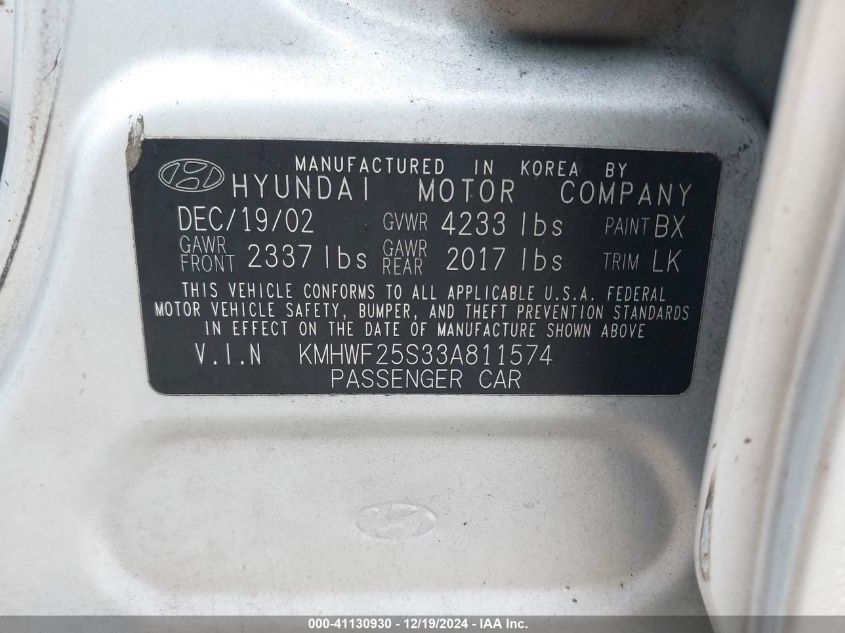 MANUFACTURED IN KOREA BY
HYUNDAI MOTOR COMPANY
DEC/19/02 GVWR 4233 lbs PAINT BX
GAWR FRONT 2337 lbs GAWR REAR 2017 lbs TRIM LK
THIS VEHICLE CONFORMS TO ALL APPLICABLE U.S.A. FEDERAL
MOTOR VEHICLE SAFETY, BUMPER, AND THEFT PREVENTION STANDARDS
IN EFFECT ON THE DATE OF MANUFACTURE SHOWN ABOVE
V.I.N KMHWF25S33A811574
PASSENGER CAR
000-41130930 - 12/19/2024 - IAA Inc.